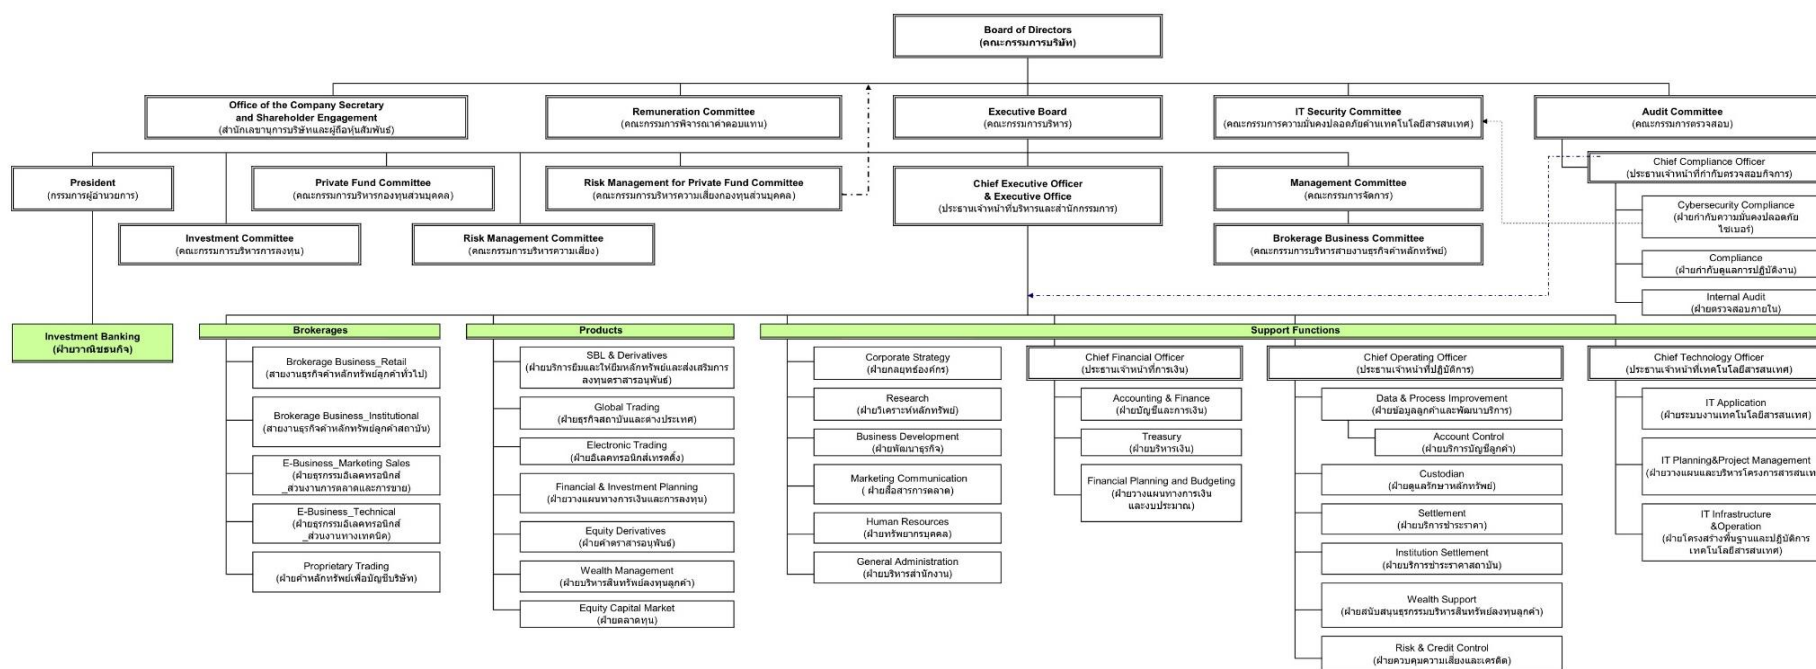 Board of Directors
(คณะกรรมการบริษัท)
Office of the Company Secretary
and Shareholder Engagement
(สำนักเลขานุการบริษัทและผู้ถือหุ้นสัมพันธ์)
Remuneration Committee
(คณะกรรมการพิจารณาค่าตอบแทน)
Executive Board
(คณะกรรมการบริหาร)
IT Security Committee
(คณะกรรมการความมั่นคงปลอดภัยด้านเทคโนโลยีสารสนเทศ)
Audit Committee
(คณะกรรมการตรวจสอบ)
Chief Compliance Officer
(ประธานเจ้าหน้าที่กำกับตรวจสอบกิจการ)
Cybersecurity Compliance
(ฝ่ายกำกับความมั่นคงปลอดภัย
ไซเบอร์)
Compliance
(ฝ่ายกำกับดูแลการปฏิบัติงาน)
Internal Audit
(ฝ่ายตรวจสอบภายใน)
President
(กรรมการผู้อำนวยการ)
Private Fund Committee
(คณะกรรมการบริหารกองทุนส่วนบุคคล)
Risk Management for Private Fund Committee
(คณะกรรมการบริหารความเสี่ยงกองทุนส่วนบุคคล)
Chief Executive Officer
& Executive Office
(ประธานเจ้าหน้าที่บริหารและสำนักกรรมการ)
Management Committee
(คณะกรรมการจัดการ)
Investment Committee
(คณะกรรมการบริหารการลงทุน)
Risk Management Committee
(คณะกรรมการบริหารความเสี่ยง)
Brokerage Business Committee
(คณะกรรมการบริหารสายงานธุรกิจค้าหลักทรัพย์)
Investment Banking
(ฝ่ายวาณิชธนกิจ)
Brokerages
Brokerage Business_Retail
(สายงานธุรกิจค้าหลักทรัพย์ลูกค้าทั่วไป)
Brokerage Business_Institutional
(สายงานธุรกิจค้าหลักทรัพย์ลูกค้าสถาบัน)
E-Business_Marketing Sales
(ฝ่ายธุรกรรมอิเลคทรอนิกส์
_ส่วนงานการตลาดและการขาย)
E-Business_Technical
(ฝ่ายธุรกรรมอิเลคทรอนิกส์
_ส่วนงานทางเทคนิค)
Proprietary Trading
(ฝ่ายค้าหลักทรัพย์เพื่อบัญชีบริษัท)
Products
SBL & Derivatives
(ฝ่ายบริการยืมและให้ยืมหลักทรัพย์และส่งเสริมการ
ลงทุนตราสารอนุพันธ์)
Global Trading
(ฝ่ายธุรกิจสถาบันและต่างประเทศ)
Electronic Trading
(ฝ่ายอิเลคทรอนิกส์เทรดดิ้ง)
Financial & Investment Planning
(ฝ่ายวางแผนทางการเงินและการลงทุน)
Equity Derivatives
(ฝ่ายค้าตราสารอนุพันธ์)
Wealth Management
(ฝ่ายบริหารสินทรัพย์ลงทุนลูกค้า)
Equity Capital Market
(ฝ่ายตลาดทุน)
Support Functions
Corporate Strategy
(ฝ่ายกลยุทธ์องค์กร)
Research
(ฝ่ายวิเคราะห์หลักทรัพย์)
Business Development
(ฝ่ายพัฒนาธุรกิจ)
Marketing Communication
( ฝ่ายสื่อสารการตลาด)
Human Resources
(ฝ่ายทรัพยากรบุคคล)
General Administration
(ฝ่ายบริหารสำนักงาน)
Chief Financial Officer
(ประธานเจ้าหน้าที่การเงิน)
Accounting & Finance
(ฝ่ายบัญชีและการเงิน)
Treasury
(ฝ่ายบริหารเงิน)
Financial Planning and Budgeting
(ฝ่ายวางแผนทางการเงิน
และงบประมาณ)
Chief Operating Officer
(ประธานเจ้าหน้าที่ปฏิบัติการ)
Data & Process Improvement
(ฝ่ายข้อมูลลูกค้าและพัฒนาบริการ)
Account Control
(ฝ่ายบริการบัญชีลูกค้า)
Custodian
(ฝ่ายดูแลรักษาหลักทรัพย์)
Settlement
(ฝ่ายบริการชำระราคา)
Institution Settlement
(ฝ่ายบริการชำระราคาสถาบัน)
Wealth Support
(ฝ่ายสนับสนุนธุรกรรมบริหารสินทรัพย์ลงทุนลูกค้า)
Risk & Credit Control
(ฝ่ายควบคุมความเสี่ยงและเครดิต)
Chief Technology Officer
(ประธานเจ้าหน้าที่เทคโนโลยีสารสนเทศ)
IT Application
(ฝ่ายระบบงานเทคโนโลยีสารสนเทศ)
IT Planning&Project Management
(ฝ่ายวางแผนและบริหารโครงการสารสนเทศ
IT Infrastructure
&Operation
(ฝ่ายโครงสร้างพื้นฐานและปฏิบัติการ
เทคโนโลยีสารสนเทศ)